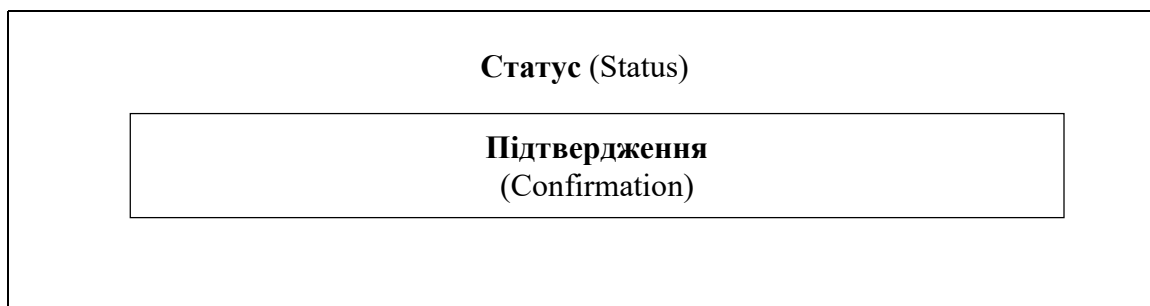 Статус (Status)
Підтвердження
(Confirmation)